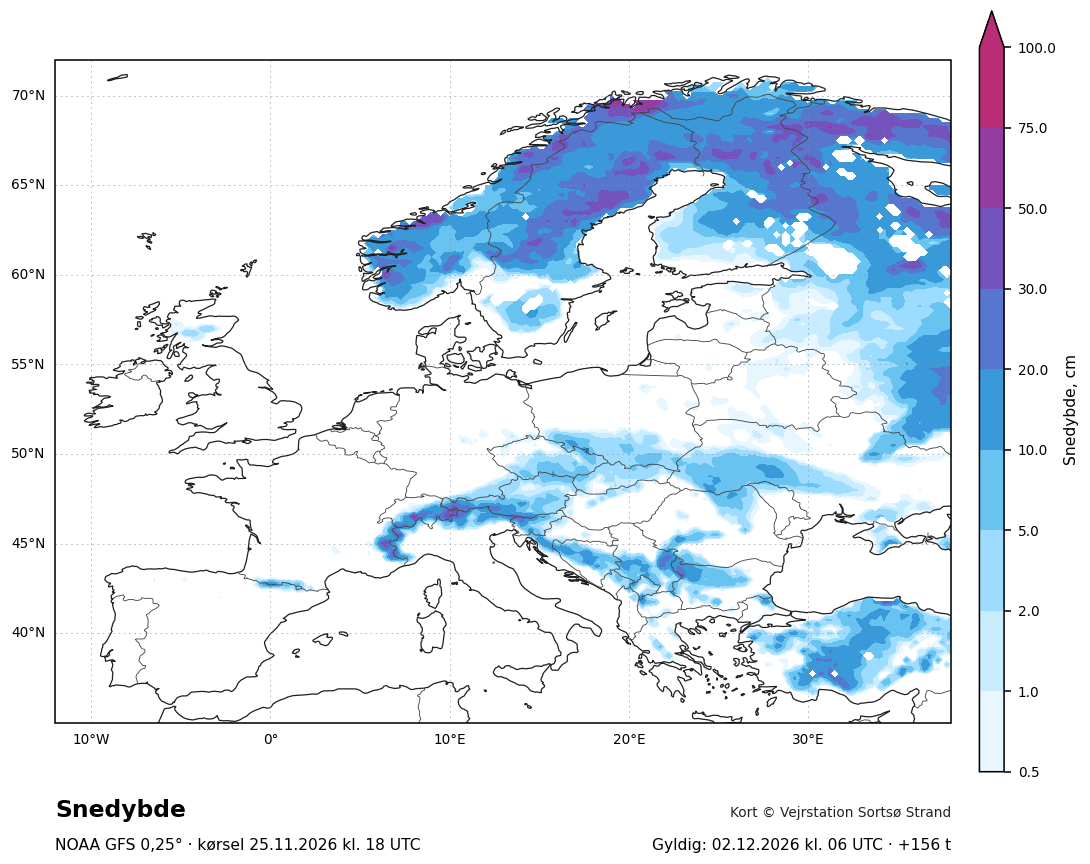 100.0
75.0
50.0
30.0
20.0
10.0
5.0
2.0
1.0
0.5
Snedybde, cm
70°N
65°N
60°N
55°N
50°N
45°N
40°N
10°W
0°
10°E
20°E
30°E
Snedybde
Kort © Vejrstation Sortsø Strand
NOAA GFS 0,25° · kørsel 25.11.2026 kl. 18 UTC
Gyldig: 02.12.2026 kl. 06 UTC · +156 t